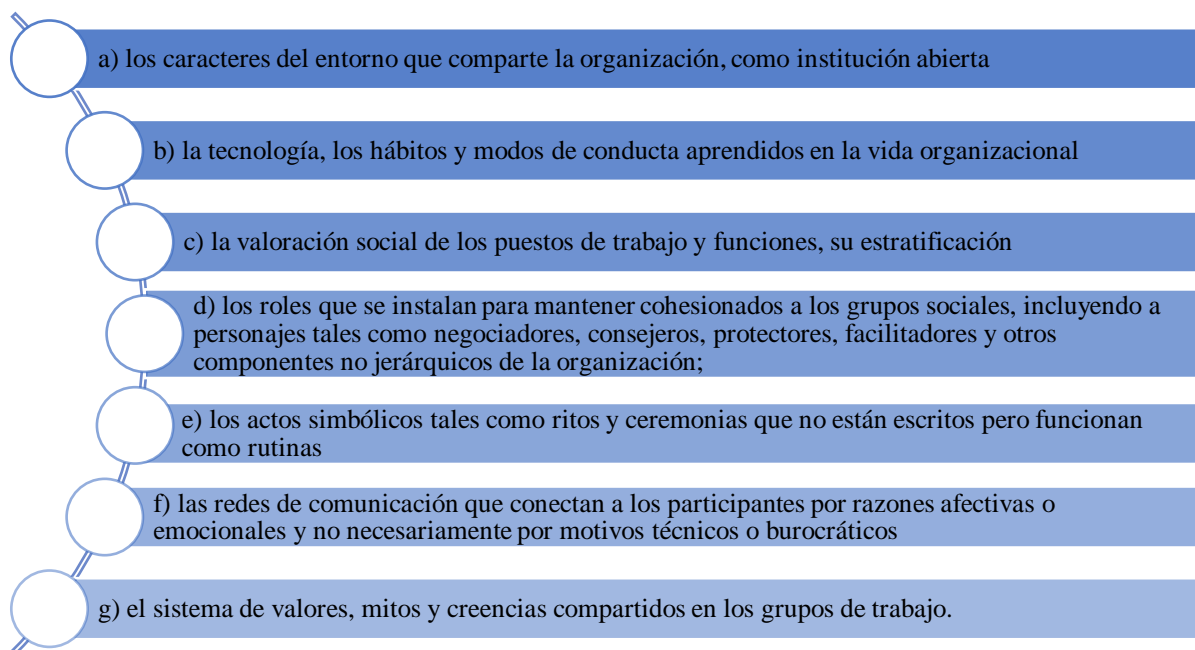 a) los caracteres del entorno que comparte la organización, como institución abierta
b) la tecnología, los hábitos y modos de conducta aprendidos en la vida organizacional
c) la valoración social de los puestos de trabajo y funciones, su estratificación
d) los roles que se instalan para mantener cohesionados a los grupos sociales, incluyendo a
personajes tales como negociadores, consejeros, protectores, facilitadores y otros
componentes no jerárquicos de la organización;
e) los actos simbólicos tales como ritos y ceremonias que no están escritos pero funcionan
como rutinas
f) las redes de comunicación que conectan a los participantes por razones afectivas o
emocionales y no necesariamente por motivos técnicos o burocráticos
g) el sistema de valores, mitos y creencias compartidos en los grupos de trabajo.